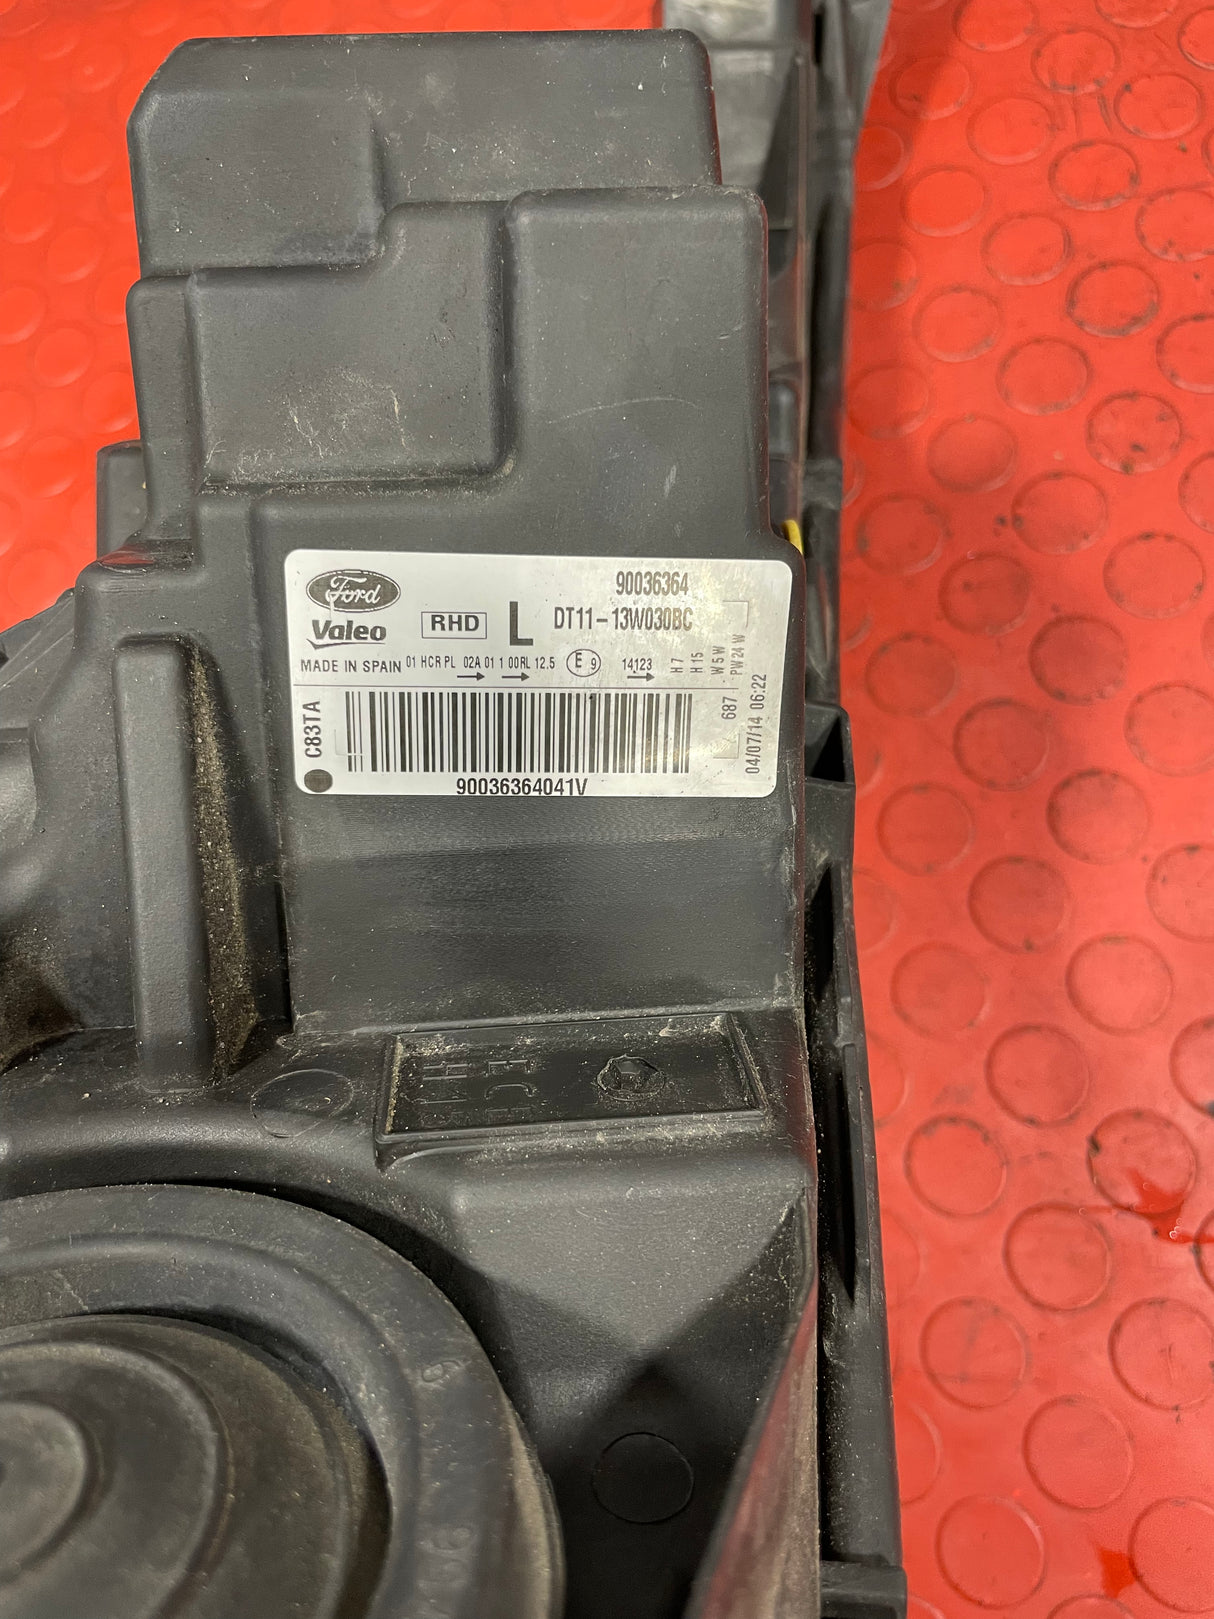 Ford
90036364
Valeo RHD L DT11-13W030BC
MADE IN SPAIN 01 HCR PL 02A 01 1 00RL 12.5 E 9 14123
H7
H15
W5W
PW24W
C83TA
687
04/07/14 06:22
90036364041V